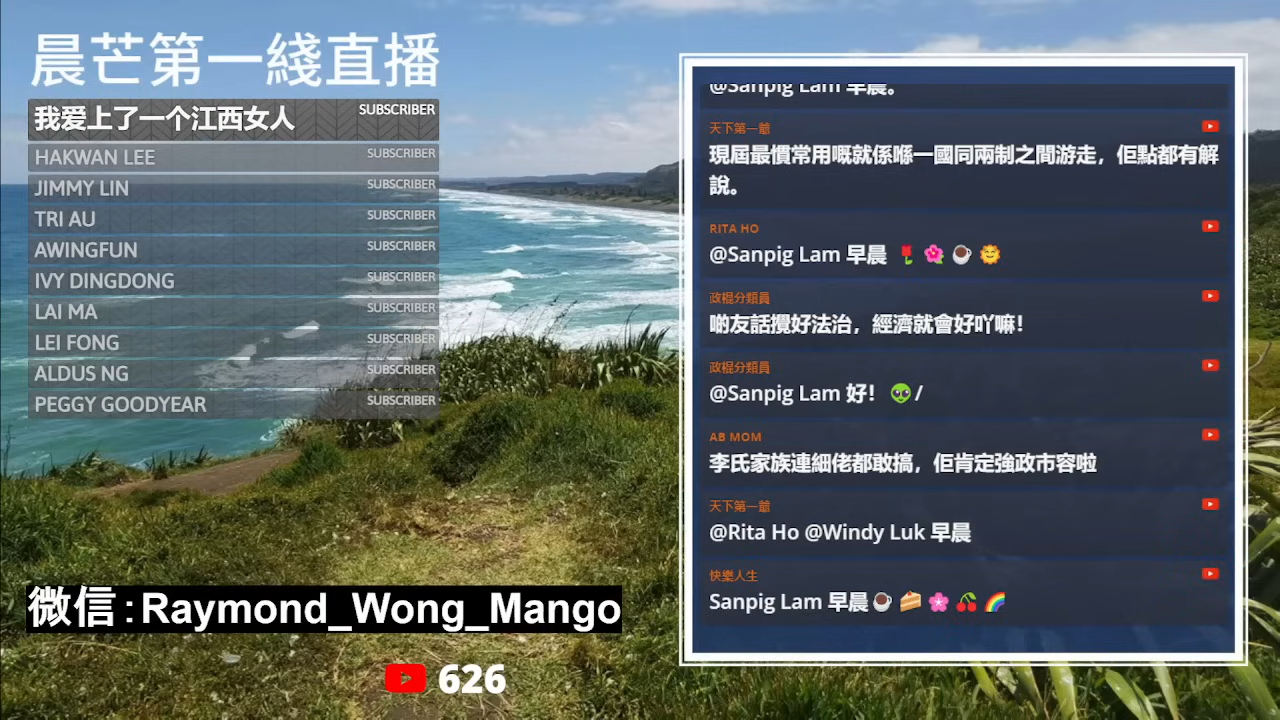 晨芒第一綫直播
我爱上了一个江西女人 SUBSCRIBER
HAKWAN LEE SUBSCRIBER
JIMMY LIN SUBSCRIBER
TRI AU SUBSCRIBER
AWINGFUN SUBSCRIBER
IVY DINGDONG SUBSCRIBER
LAI MA SUBSCRIBER
LEI FONG SUBSCRIBER
ALDUS NG SUBSCRIBER
PEGGY GOODYEAR SUBSCRIBER
微信:Raymond_Wong_Mango
626
@Sanpig Lam 早晨。
天下第一爺
現屆最慣常用嘅就係喺一國同兩制之間游走，佢點都有解
說。
RITA HO
@Sanpig Lam 早晨 🌷🌺☕🌞
政棍分類員
啲友話攪好法治，經濟就會好吖嘛！
政棍分類員
@Sanpig Lam 好！ 👽/
AB MOM
李氏家族連細佬都敢搞，佢肯定強政市容啦
天下第一爺
@Rita Ho @Windy Luk 早晨
快樂人生
Sanpig Lam 早晨☕🍰🌸🍒🌈